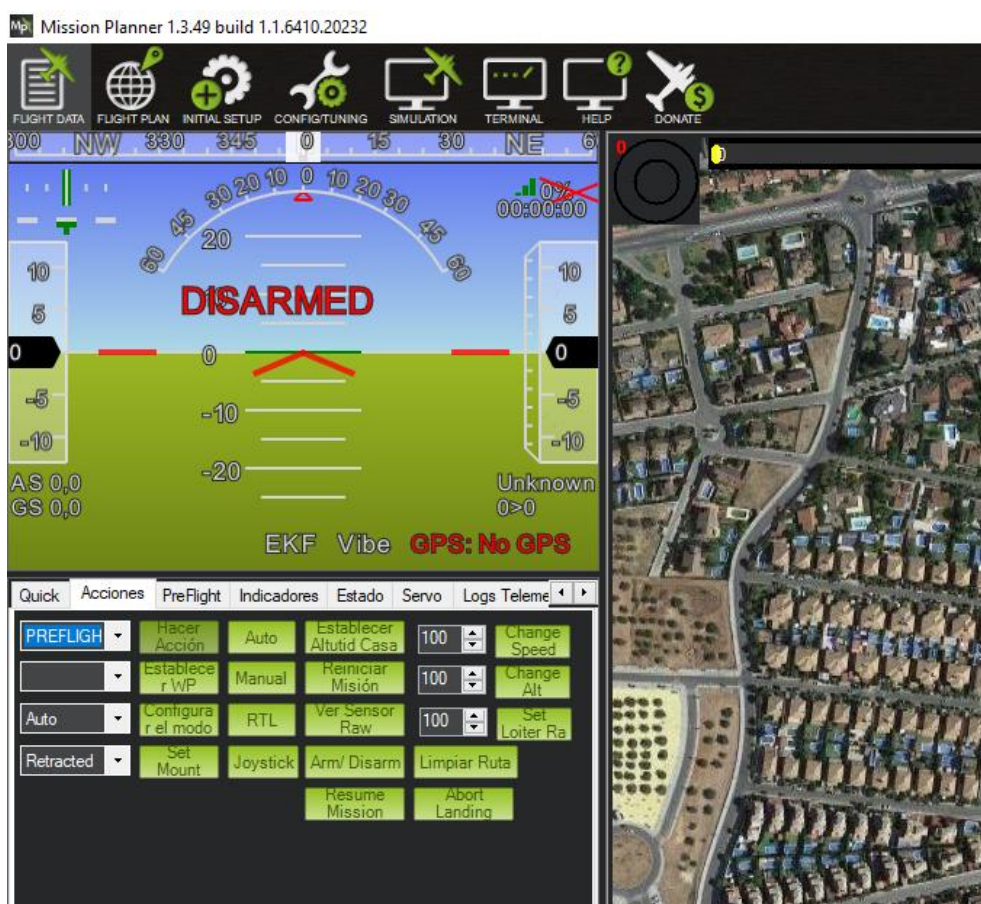 Mission Planner 1.3.49 build 1.1.6410.20232
FLIGHT DATA FLIGHT PLAN INITIAL SETUP CONFIG/TUNING SIMULATION TERMINAL HELP DONATE
300 NW 330 345 0 15 30 NE 6
0
0
0%
00:00:00
60 45 30 20 10 0 10 20 30 45 60
20
10 10
DISARMED
5 5
0 0 0
-5 -5
-10 -10 -10
-20
AS 0,0 Unknown
GS 0,0 0>0
EKF Vibe GPS: No GPS
Quick Acciones PreFlight Indicadores Estado Servo Logs Teleme
PREFLIGH Hacer Acción Auto Establecer Altutid Casa 100 Change Speed
Establece r WP Manual Reiniciar Misión 100 Change Alt
Auto Configura r el modo RTL Ver Sensor Raw 100 Set Loiter Ra
Retracted Set Mount Joystick Arm/ Disarm Limpiar Ruta
Resume Mission Abort Landing